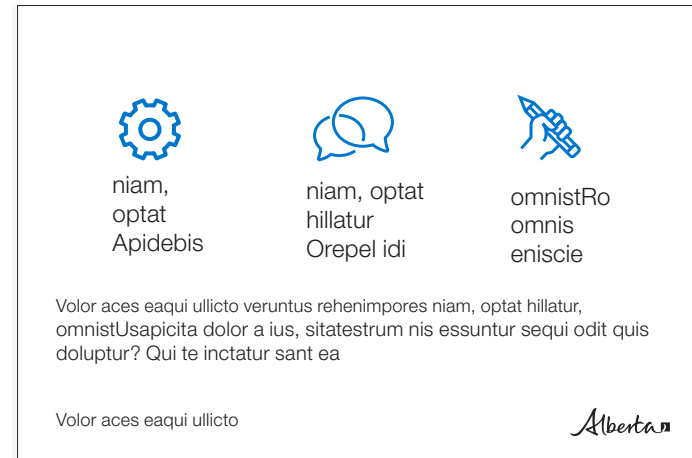 niam,
optat
Apidebis
niam, optat
hillatur
Orepel idi
omnistRo
omnis
eniscie
Volor aces eaqui ullicto veruntus rehenimpores niam, optat hillatur,
omnistUsapicita dolor a ius, sitatestrum nis essuntur sequi odit quis
doluptur? Qui te inctatur sant ea
Volor aces eaqui ullicto
Alberta